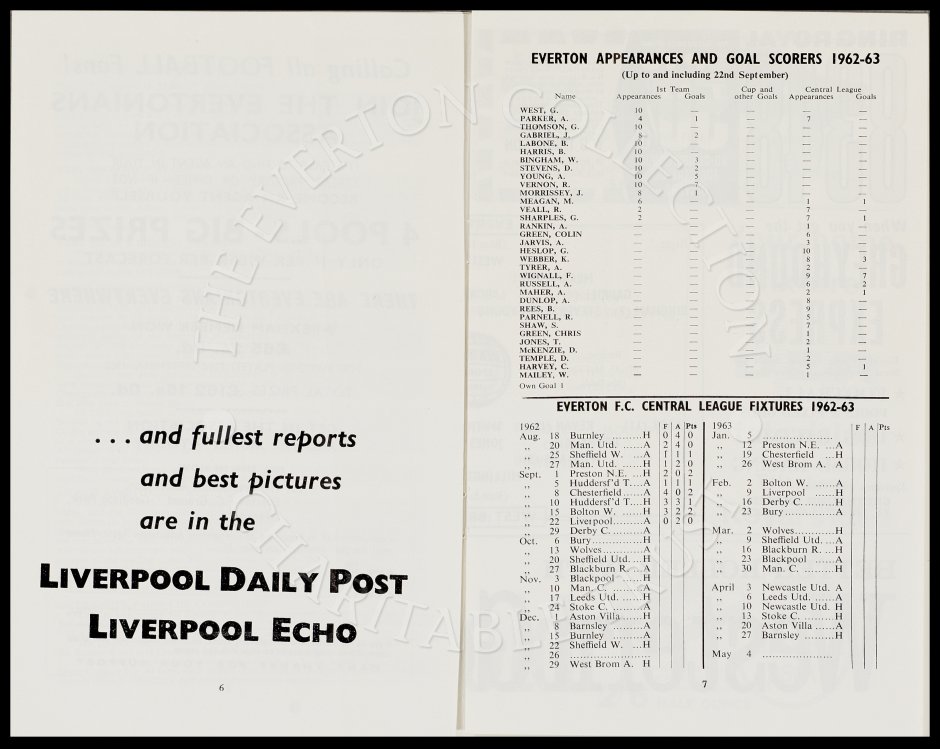 ... and fullest reports
and best pictures
are in the
LIVERPOOL DAILY POST
LIVERPOOL ECHO
6
EVERTON APPEARANCES AND GOAL SCORERS 1962-63
(Up to and including 22nd September)
1st Team Cup and Central League
Name Appearances Goals other Goals Appearances Goals
WEST, G. 10 — — — —
PARKER, A. 4 1 — 7 —
THOMSON, G. 10 — — — —
GABRIEL, J. 8 2 — — —
LABONE, B. 10 — — — —
HARRIS, B. 10 — — — —
BINGHAM, W. 10 3 — — —
STEVENS, D. 10 2 — — —
YOUNG, A. 10 5 — — —
VERNON, R. 10 7 — — —
MORRISSEY, J. 8 1 — — —
MEAGAN, M. 6 — — 1 1
VEALL, R. 2 — — 7 —
SHARPLES, G. 2 — — 7 1
RANKIN, A. — — — 1 —
GREEN, COLIN — — — 6 —
JARVIS, A. — — — 3 —
HESLOP, G. — — — 10 —
WEBBER, K. — — — 8 3
TYRER, A. — — — 2 —
WIGNALL, F. — — — 9 7
RUSSELL, A. — — — 6 2
MAHER, A. — — — 2 1
DUNLOP, A. — — — 8 —
REES, B. — — — 9 —
PARNELL, R. — — — 5 —
SHAW, S. — — — 7 —
GREEN, CHRIS — — — 1 —
JONES, T. — — — 2 —
McKENZIE, D. — — — 1 —
TEMPLE, D. — — — 2 —
HARVEY, C. — — — 5 1
MAILEY, W. — — — 1 —
Own Goal 1
EVERTON F.C. CENTRAL LEAGUE FIXTURES 1962-63
1962 F A Pts
Aug. 18 Burnley .........H 0 4 0
,, 20 Man. Utd. ......A 2 4 0
,, 25 Sheffield W. ...A 1 1 1
,, 27 Man. Utd. ......H 1 2 0
Sept. 1 Preston N.E. ...H 2 0 2
,, 5 Huddersf'd T....A 1 1 1
,, 8 Chesterfield......A 4 0 2
,, 10 Huddersf'd T....H 3 3 1
,, 15 Bolton W. ......H 3 2 2
,, 22 Liverpool.........A 0 2 0
,, 29 Derby C. .........A
Oct. 6 Bury...............H
,, 13 Wolves............A
,, 20 Sheffield Utd. ...H
,, 27 Blackburn R. ...A
Nov. 3 Blackpool ......H
,, 10 Man. C. .........A
,, 17 Leeds Utd. ......H
,, 24 Stoke C. .........A
Dec. 1 Aston Villa ......H
,, 8 Barnsley .........A
,, 15 Burnley .........A
,, 22 Sheffield W. ...H
,, 26 .....................
,, 29 West Brom A. H
1963 F A Pts
Jan. 5 .....................
,, 12 Preston N.E. ...A
,, 19 Chesterfield ...H
,, 26 West Brom A. A
Feb. 2 Bolton W. ......A
,, 9 Liverpool ......H
,, 16 Derby C. .........H
,, 23 Bury...............A
Mar. 2 Wolves............H
,, 9 Sheffield Utd. ...A
,, 16 Blackburn R. ...H
,, 23 Blackpool ......A
,, 30 Man. C. .........H
April 3 Newcastle Utd. A
,, 6 Leeds Utd. ......A
,, 10 Newcastle Utd. H
,, 13 Stoke C. .........H
,, 20 Aston Villa ......A
,, 27 Barnsley .........H
May 4 .....................
7
THE EVERTON COLLECTION
CHARITABLE TRUST